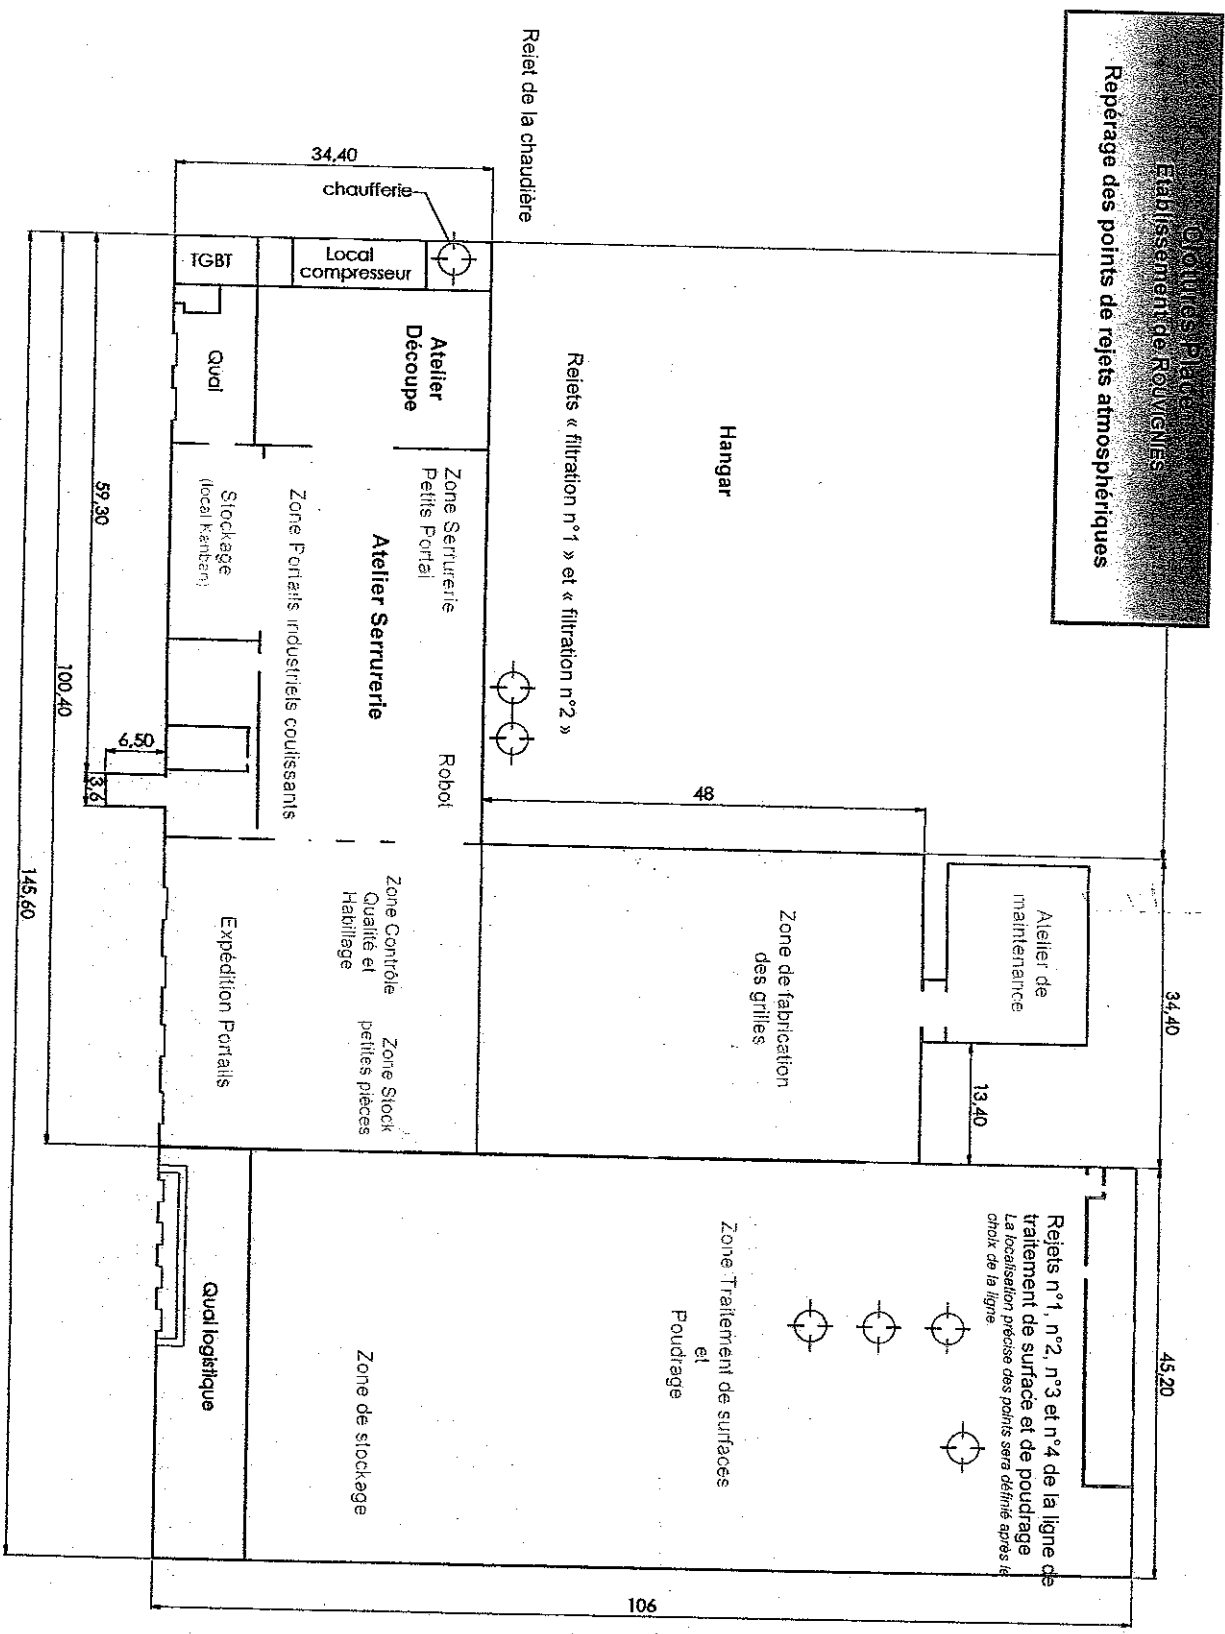 Clôtures Place
Etablissement de ROUVIGNIES
Repérage des points de rejets atmosphériques
Rejet de la chaudière
34,40
chaufferie
TGBT
Local
compresseur
Atelier
Découpe
Quai
Hangar
Rejets « filtration n°1 » et « filtration n°2 »
Zone Serrurerie
Petits Portail
Atelier Serrurerie
Zone Portails industriels coulissants
Stockage
(local Kanban)
Robot
59,30
100,40
145,60
6,50
3,6
48
Atelier de
maintenance
34,40
13,40
Zone de fabrication
des grilles
Zone Contrôle
Qualité et
Habillage
Zone Stock
petites pièces
Expédition Portails
45,20
Rejets n°1, n°2, n°3 et n°4 de la ligne de
traitement de surface et de poudrage
La localisation précise des points sera définié après le
choix de la ligne.
Zone Traitement de surfaces
et
Poudrage
Zone de stockage
Quai logistique
106